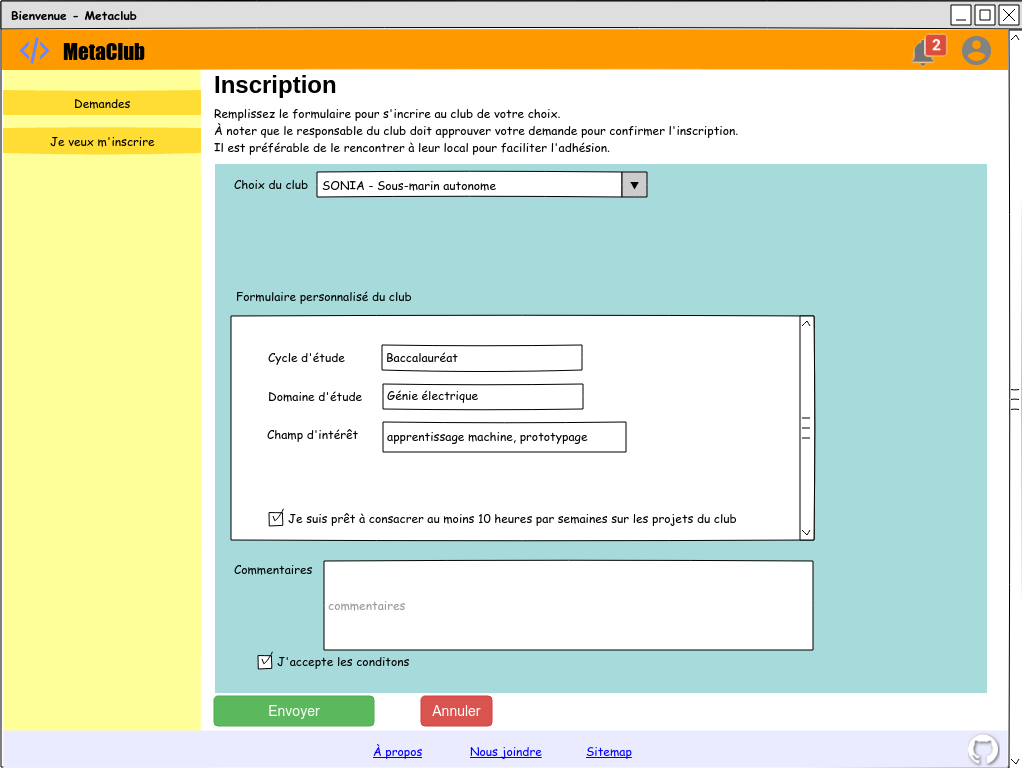 Bienvenue - Metaclub
</> MetaClub
2
Demandes
Je veux m'inscrire
Inscription
Remplissez le formulaire pour s'incrire au club de votre choix.
À noter que le responsable du club doit approuver votre demande pour confirmer l'inscription.
Il est préférable de le rencontrer à leur local pour faciliter l'adhésion.
Choix du club SONIA - Sous-marin autonome
Formulaire personnalisé du club
Cycle d'étude Baccalauréat
Domaine d'étude Génie électrique
Champ d'intérêt apprentissage machine, prototypage
Je suis prêt à consacrer au moins 10 heures par semaines sur les projets du club
Commentaires
commentaires
J'accepte les conditons
Envoyer Annuler
À propos Nous joindre Sitemap